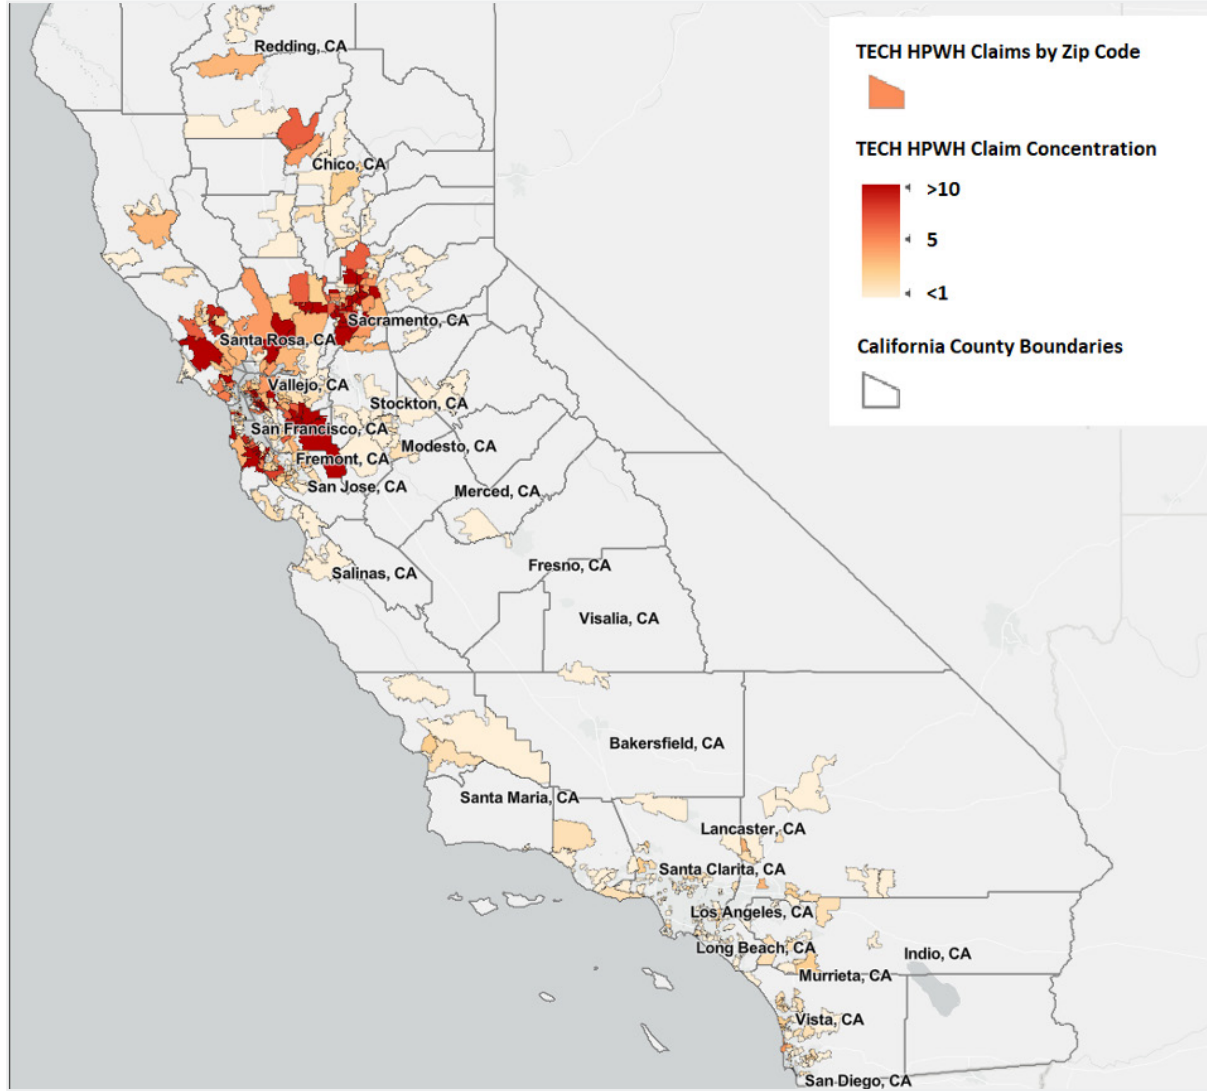 TECH HPWH Claims by Zip Code
TECH HPWH Claim Concentration
>10
5
<1
California County Boundaries
Redding, CA
Chico, CA
Sacramento, CA
Santa Rosa, CA
Vallejo, CA
Stockton, CA
San Francisco, CA
Modesto, CA
Fremont, CA
San Jose, CA
Merced, CA
Fresno, CA
Salinas, CA
Visalia, CA
Bakersfield, CA
Santa Maria, CA
Lancaster, CA
Santa Clarita, CA
Los Angeles, CA
Long Beach, CA
Indio, CA
Murrieta, CA
Vista, CA
San Diego, CA